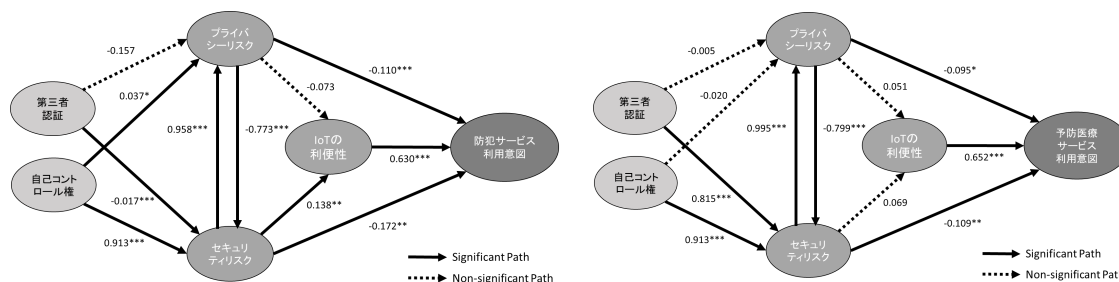 プライバ
シーリスク
-0.157
-0.110***
0.037*
-0.073
第三者
認証
0.958***
-0.773***
IoTの
利便性
防犯サービス
利用意図
0.630***
自己コント
ロール権
-0.017***
0.138**
0.913***
-0.172**
セキュリ
ティリスク
Significant Path
Non-significant Path
プライバ
シーリスク
-0.005
-0.095*
-0.020
0.051
第三者
認証
0.995***
-0.799***
IoTの
利便性
予防医療
サービス
利用意図
0.652***
自己コント
ロール権
0.815***
0.069
0.913***
-0.109**
セキュリ
ティリスク
Significant Path
Non-significant Pat